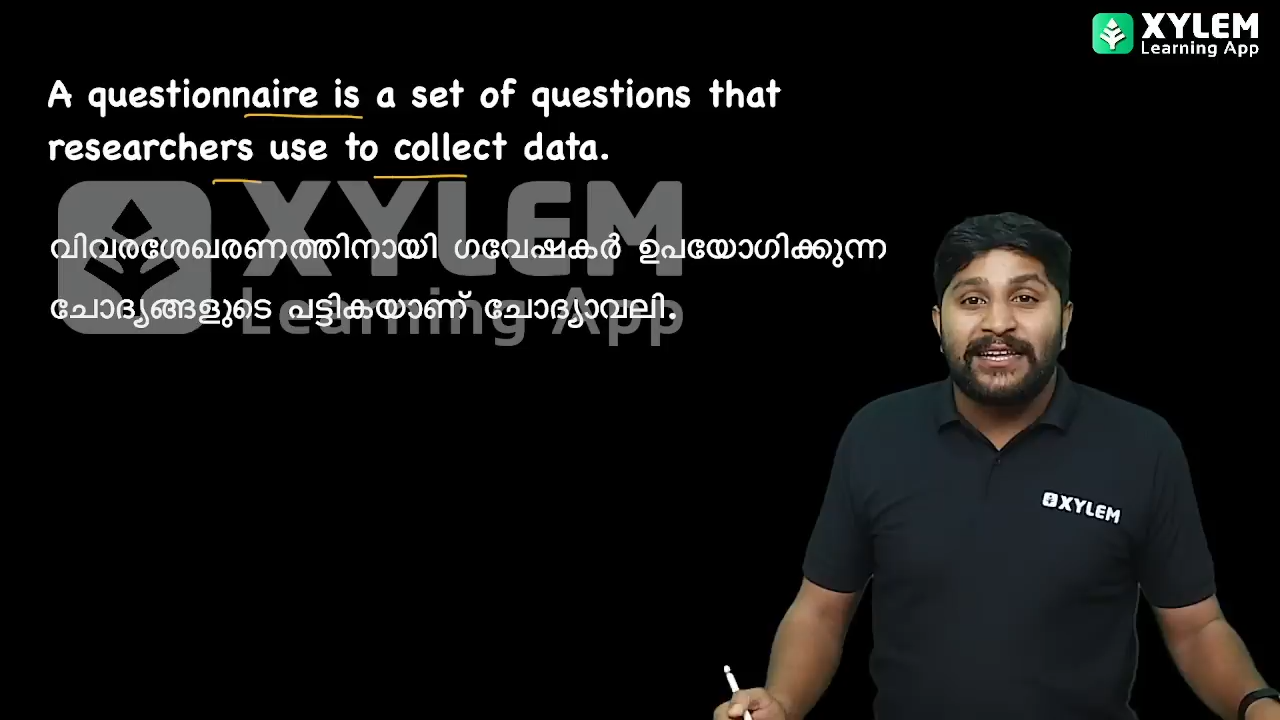 XYLEM
Learning App
A questionnaire is a set of questions that
researchers use to collect data.
XYLEM
Learning App
വിവരശേഖരണത്തിനായി ഗവേഷകർ ഉപയോഗിക്കുന്ന
ചോദ്യങ്ങളുടെ പട്ടികയാണ് ചോദ്യാവലി.
XYLEM